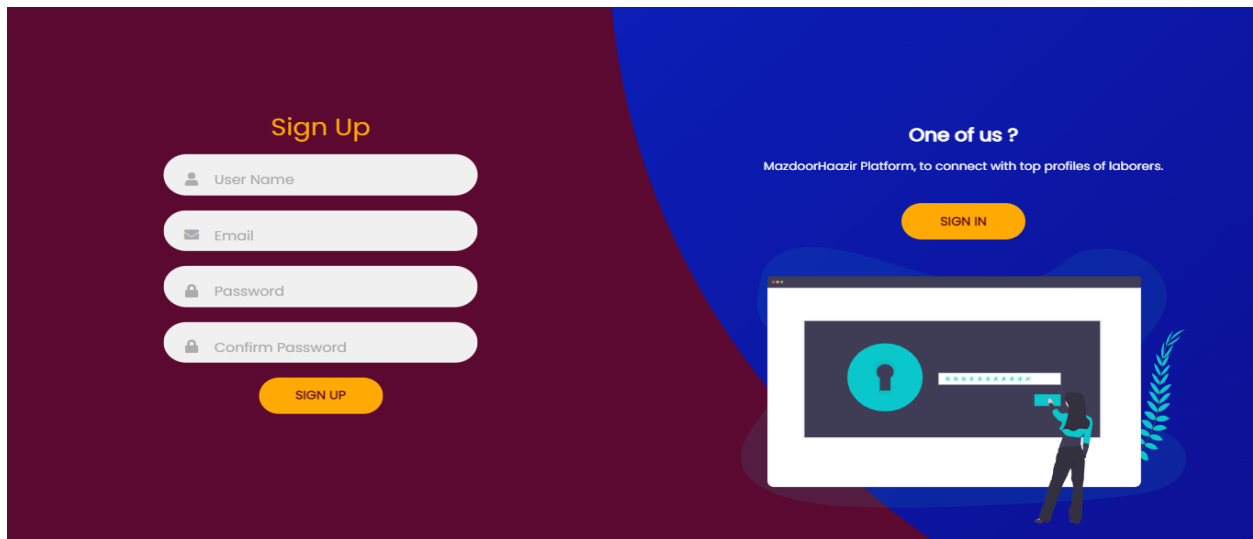 Sign Up
User Name
Email
Password
Confirm Password
SIGN UP
One of us ?
MazdoorHaazir Platform, to connect with top profiles of laborers.
SIGN IN
***********